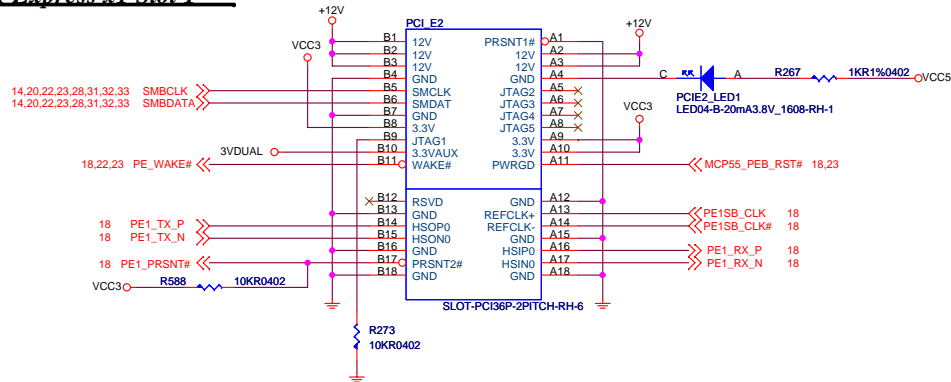 +12V
PCI_E2
+12V
VCC3
B1 12V PRSNT1# A1
B2 12V 12V A2
B3 12V 12V A3
B4 GND GND A4
C A R267 1KR1%0402 VCC5
14,20,22,23,28,31,32,33 SMBCLK B5 SMCLK JTAG2 A5
PCIE2_LED1
14,20,22,23,28,31,32,33 SMBDATA B6 SMDAT JTAG3 A6
LED04-B-20mA3.8V_1608-RH-1
B7 GND JTAG4 A7
VCC3
B8 3.3V JTAG5 A8
B9 JTAG1 3.3V A9
3VDUAL B10 3.3VAUX 3.3V A10
18,22,23 PE_WAKE# B11 WAKE# PWRGD A11 MCP55_PEB_RST# 18,23
B12 RSVD GND A12
B13 GND REFCLK+ A13 PE1SB_CLK 18
18 PE1_TX_P B14 HSOP0 REFCLK- A14 PE1SB_CLK# 18
18 PE1_TX_N B15 HSON0 GND A15
B16 GND HSIP0 A16 PE1_RX_P 18
18 PE1_PRSNT# B17 PRSNT2# HSIN0 A17 PE1_RX_N 18
B18 GND GND A18
VCC3 R588 10KR0402
SLOT-PCI36P-2PITCH-RH-6
R273
10KR0402